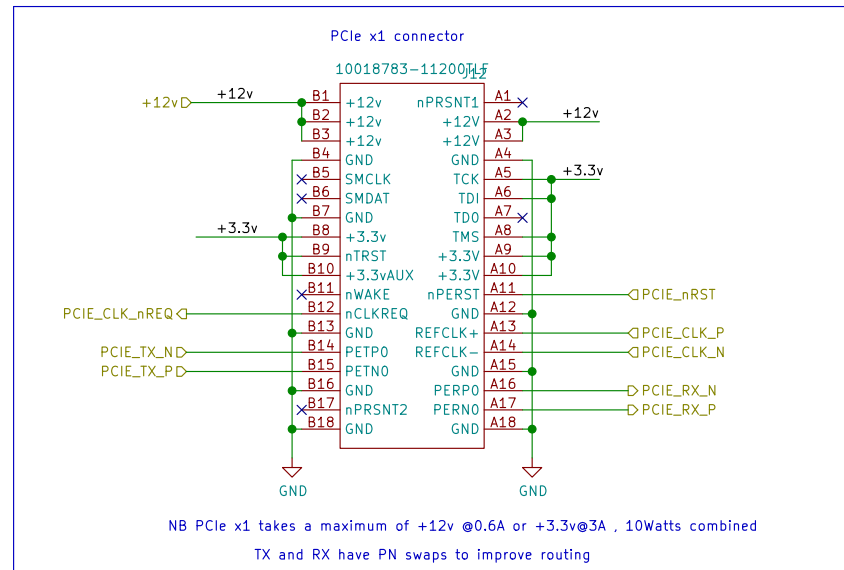 PCIe x1 connector
10018783-11200TLF
J12
+12v +12v B1 +12v nPRSNT1 A1
B2 +12v +12V A2 +12v
B3 +12v +12V A3
B4 GND GND A4
B5 SMCLK TCK A5 +3.3v
B6 SMDAT TDI A6
B7 GND TDO A7
+3.3v B8 +3.3v TMS A8
B9 nTRST +3.3V A9
B10 +3.3vAUX +3.3V A10
B11 nWAKE nPERST A11 PCIE_nRST
PCIE_CLK_nREQ B12 nCLKREQ GND A12
B13 GND REFCLK+ A13 PCIE_CLK_P
PCIE_TX_N B14 PETP0 REFCLK- A14 PCIE_CLK_N
PCIE_TX_P B15 PETN0 GND A15
B16 GND PERP0 A16 PCIE_RX_N
B17 nPRSNT2 PERN0 A17 PCIE_RX_P
B18 GND GND A18
GND GND
NB PCIe x1 takes a maximum of +12v @0.6A or +3.3v@3A , 10Watts combined
TX and RX have PN swaps to improve routing